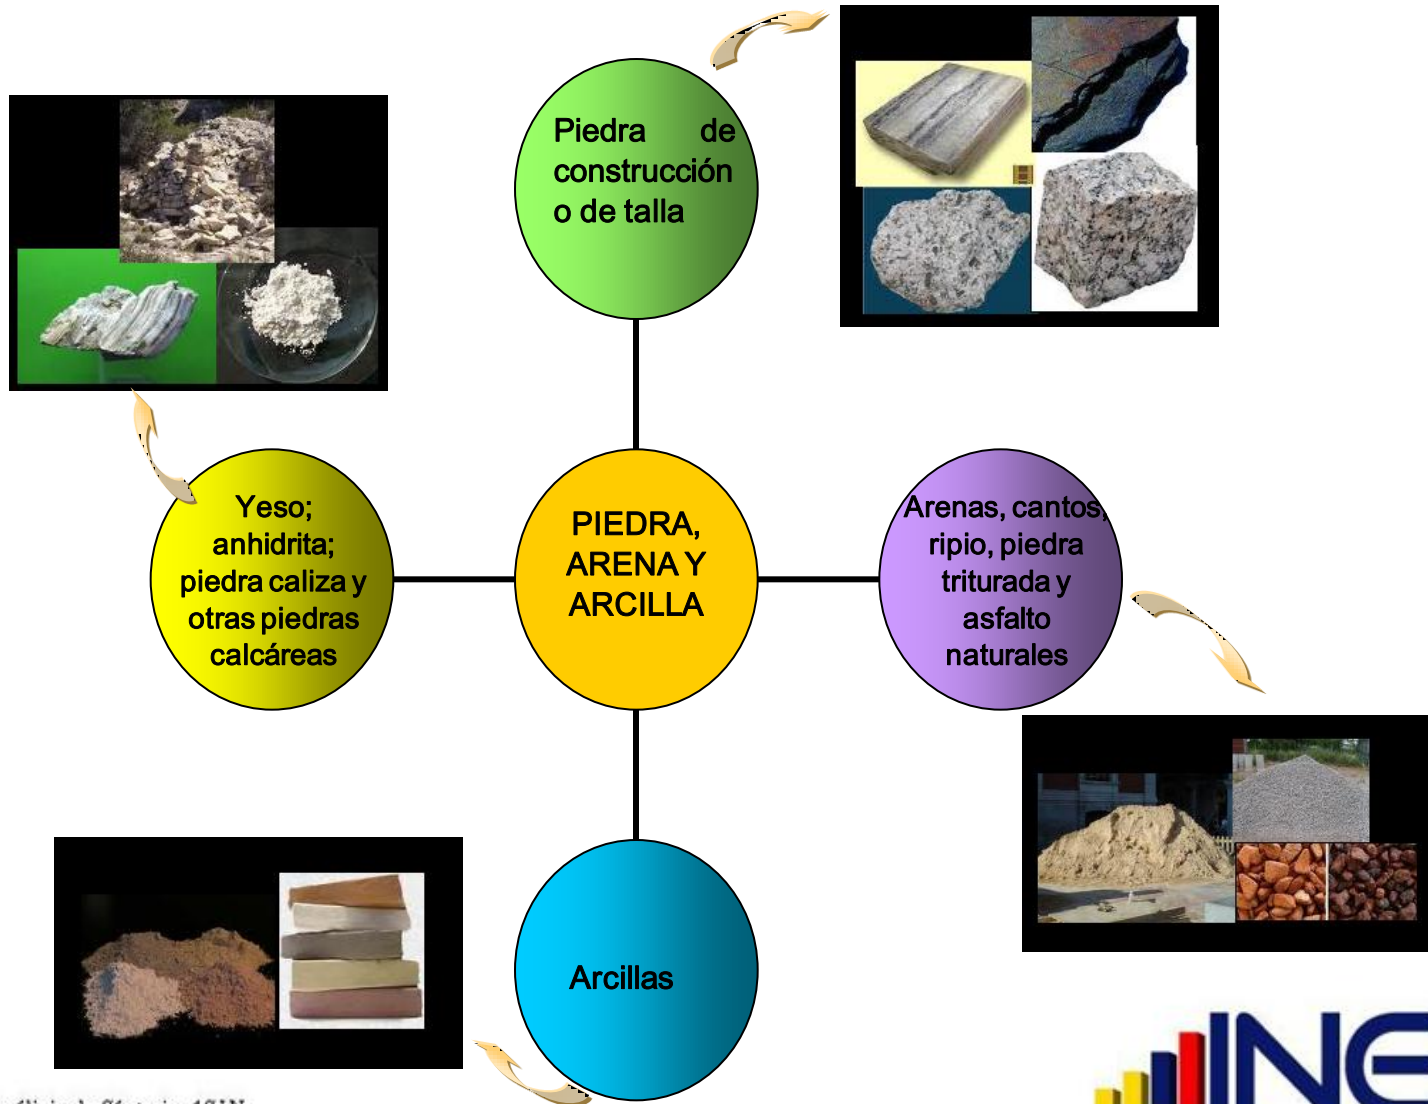 Piedra de
construcción
o de talla
Yeso;
anhidrita;
piedra caliza y
otras piedras
calcáreas
PIEDRA,
ARENA Y
ARCILLA
Arenas, cantos,
ripio, piedra
triturada y
asfalto
naturales
Arcillas
INE